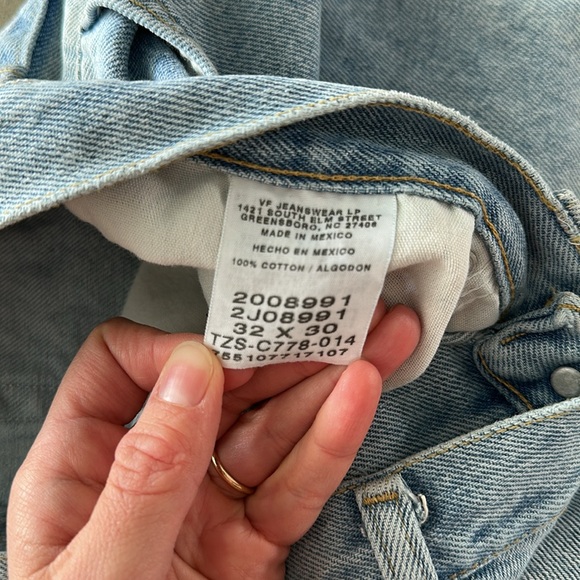 VF JEANSWEAR LP
1421 SOUTH ELM STREET
GREENSBORO, NC 27406
MADE IN MEXICO
HECHO EN MEXICO
100% COTTON / ALGODON
2008991
2J08991
32 X 30
TZS-C778-014